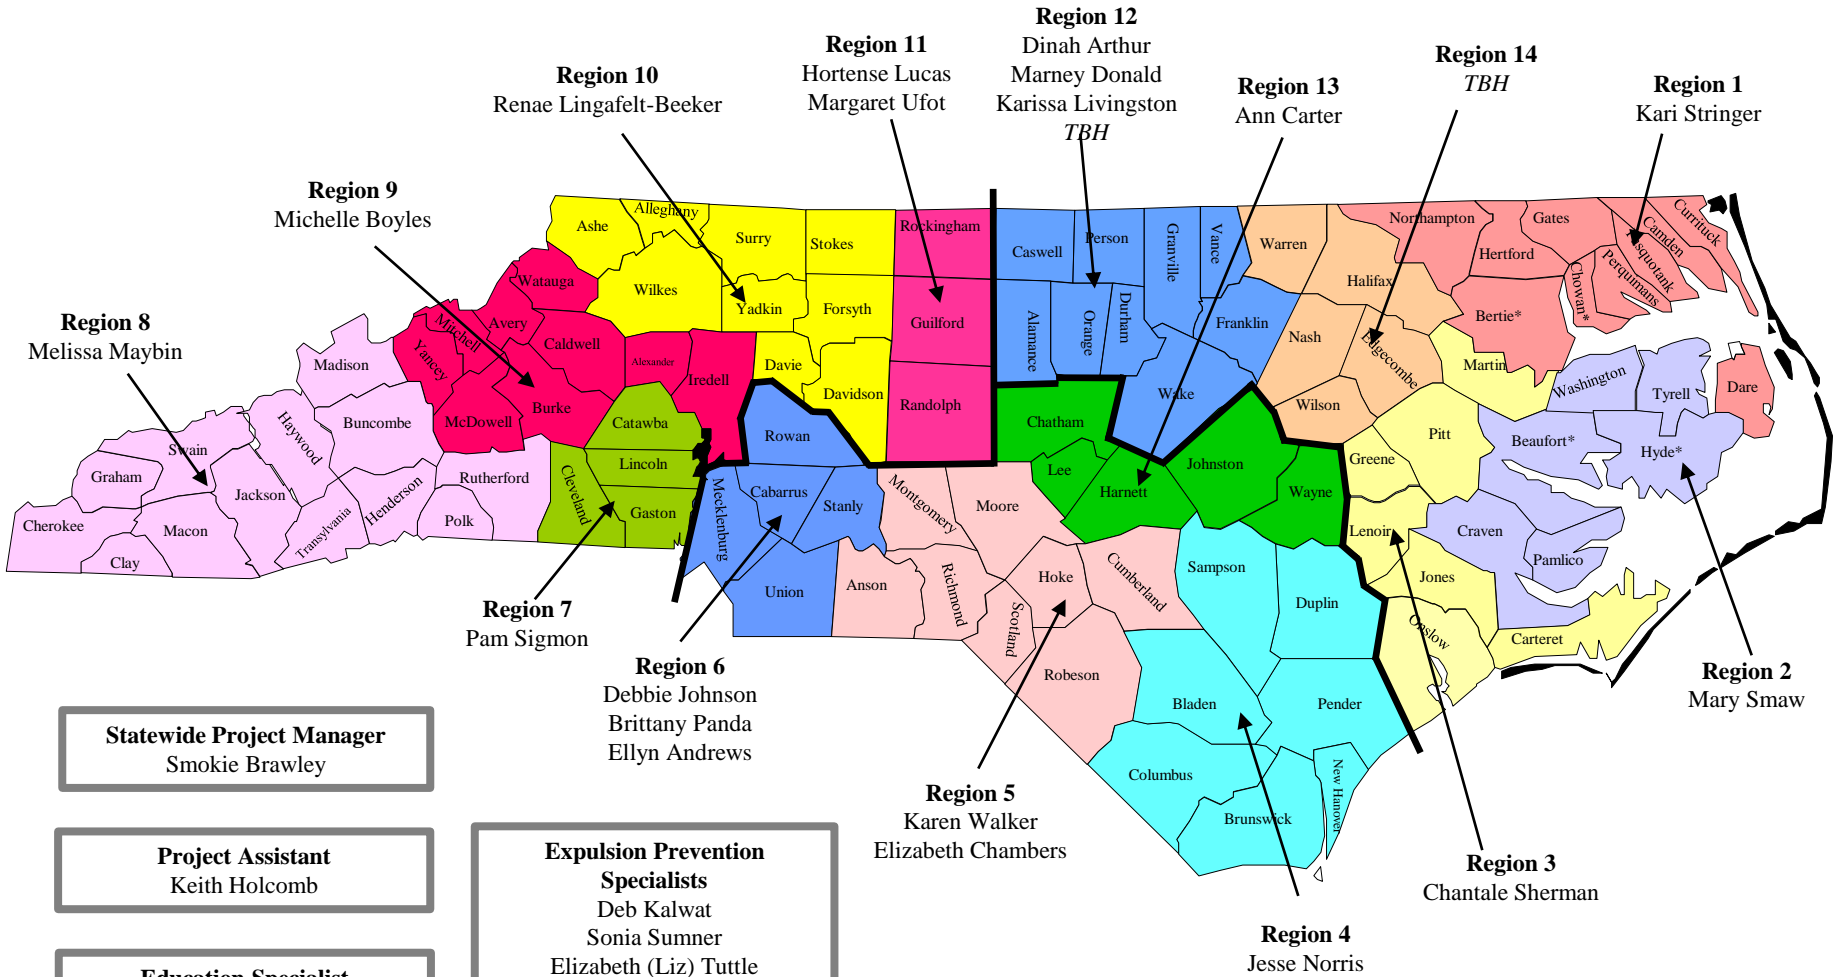 Region 12
Dinah Arthur
Marney Donald
Karissa Livingston
TBH
Region 11
Hortense Lucas
Margaret Ufot
Region 14
TBH
Region 10
Renae Lingafelt-Beeker
Region 13
Ann Carter
Region 1
Kari Stringer
Region 9
Michelle Boyles
Region 8
Melissa Maybin
Ashe
Alleghany
Surry
Stokes
Rockingham
Caswell
Person
Granville
Vance
Warren
Northampton
Gates
Hertford
Halifax
Currituck
Camden
Pasquotank
Perquimans
Chowan*
Bertie*
Watauga
Wilkes
Yadkin
Forsyth
Guilford
Alamance
Orange
Durham
Franklin
Nash
Edgecombe
Martin
Washington
Tyrell
Dare
Mitchell
Avery
Yancey
Caldwell
Alexander
Iredell
Davie
Davidson
Randolph
Chatham
Wake
Wilson
Pitt
Beaufort*
Hyde*
Madison
Buncombe
McDowell
Burke
Catawba
Rowan
Lee
Harnett
Johnston
Wayne
Greene
Swain
Haywood
Graham
Jackson
Cherokee
Macon
Clay
Transylvania
Henderson
Rutherford
Polk
Cleveland
Lincoln
Gaston
Mecklenburg
Cabarrus
Stanly
Union
Montgomery
Moore
Anson
Richmond
Scotland
Hoke
Cumberland
Robeson
Sampson
Duplin
Lenoir
Craven
Pamlico
Jones
Onslow
Carteret
Bladen
Pender
Columbus
Brunswick
New Hanover
Region 7
Pam Sigmon
Region 6
Debbie Johnson
Brittany Panda
Ellyn Andrews
Region 2
Mary Smaw
Region 5
Karen Walker
Elizabeth Chambers
Region 3
Chantale Sherman
Region 4
Jesse Norris
Statewide Project Manager
Smokie Brawley
Project Assistant
Keith Holcomb
Education Specialist
Expulsion Prevention
Specialists
Deb Kalwat
Sonia Sumner
Elizabeth (Liz) Tuttle